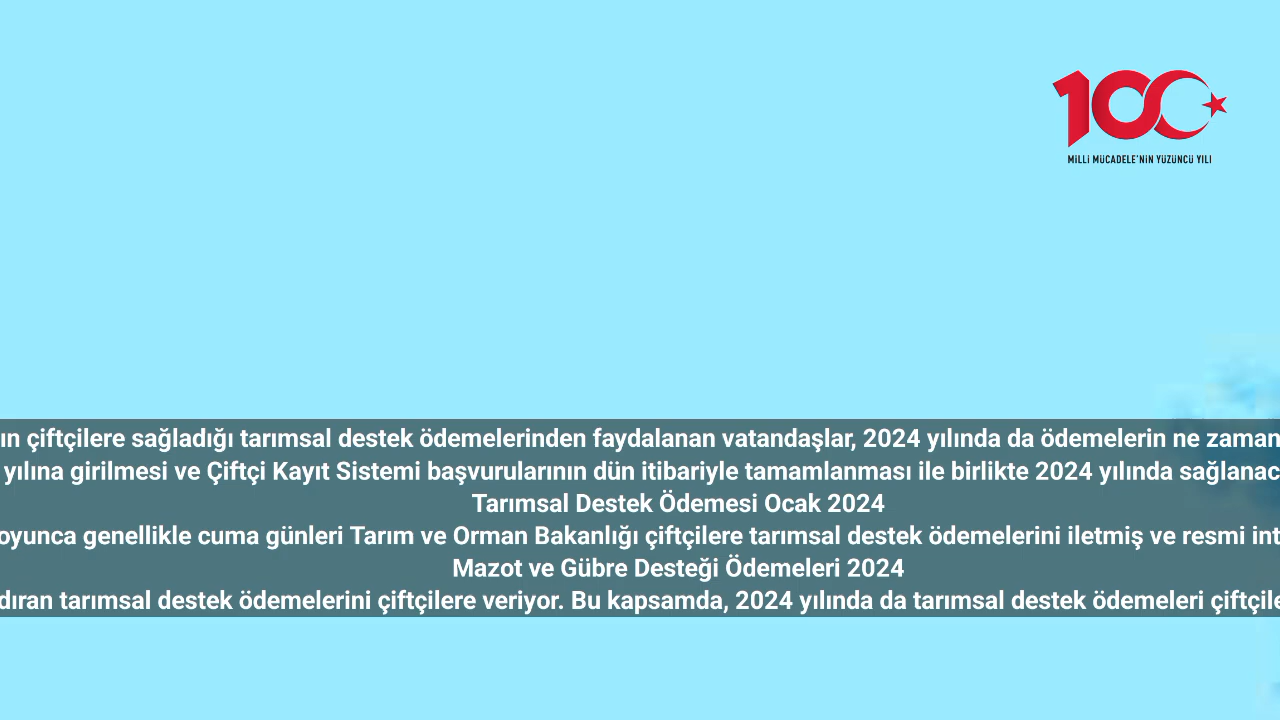 100
MİLLİ MÜCADELE'NİN YÜZÜNCÜ YILI
ın çiftçilere sağladığı tarımsal destek ödemelerinden faydalanan vatandaşlar, 2024 yılında da ödemelerin ne zaman
yılına girilmesi ve Çiftçi Kayıt Sistemi başvurularının dün itibariyle tamamlanması ile birlikte 2024 yılında sağlanac
Tarımsal Destek Ödemesi Ocak 2024
oyunca genellikle cuma günleri Tarım ve Orman Bakanlığı çiftçilere tarımsal destek ödemelerini iletmiş ve resmi int
Mazot ve Gübre Desteği Ödemeleri 2024
dıran tarımsal destek ödemelerini çiftçilere veriyor. Bu kapsamda, 2024 yılında da tarımsal destek ödemeleri çiftçile